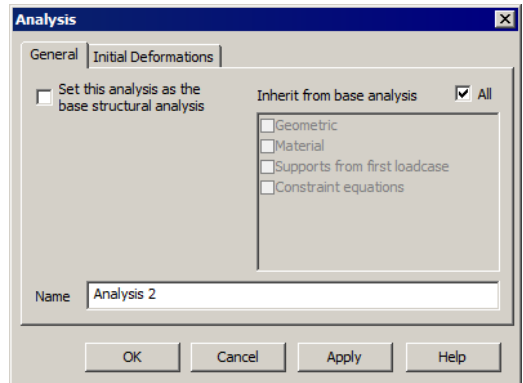 Analysis
General
Initial Deformations
Set this analysis as the
base structural analysis
Inherit from base analysis
All
Geometric
Material
Supports from first loadcase
Constraint equations
Name
Analysis 2
OK
Cancel
Apply
Help